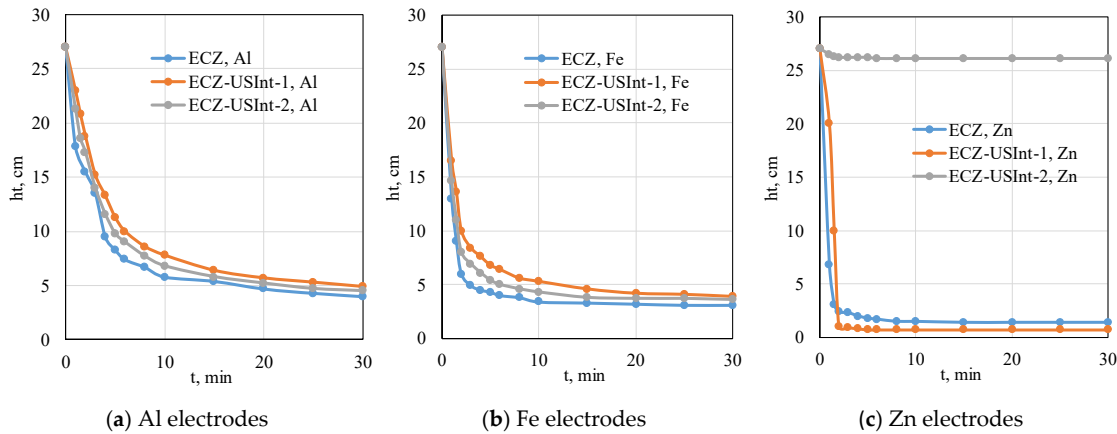 30
25
20
15
10
5
0
ht, cm
ECZ, Al
ECZ-USInt-1, Al
ECZ-USInt-2, Al
0 10 20 30
t, min
(a) Al electrodes
30
25
20
15
10
5
0
ht, cm
ECZ, Fe
ECZ-USInt-1, Fe
ECZ-USInt-2, Fe
0 10 20 30
t, min
(b) Fe electrodes
30
25
20
15
10
5
0
ht, cm
ECZ, Zn
ECZ-USInt-1, Zn
ECZ-USInt-2, Zn
0 10 20 30
t, min
(c) Zn electrodes